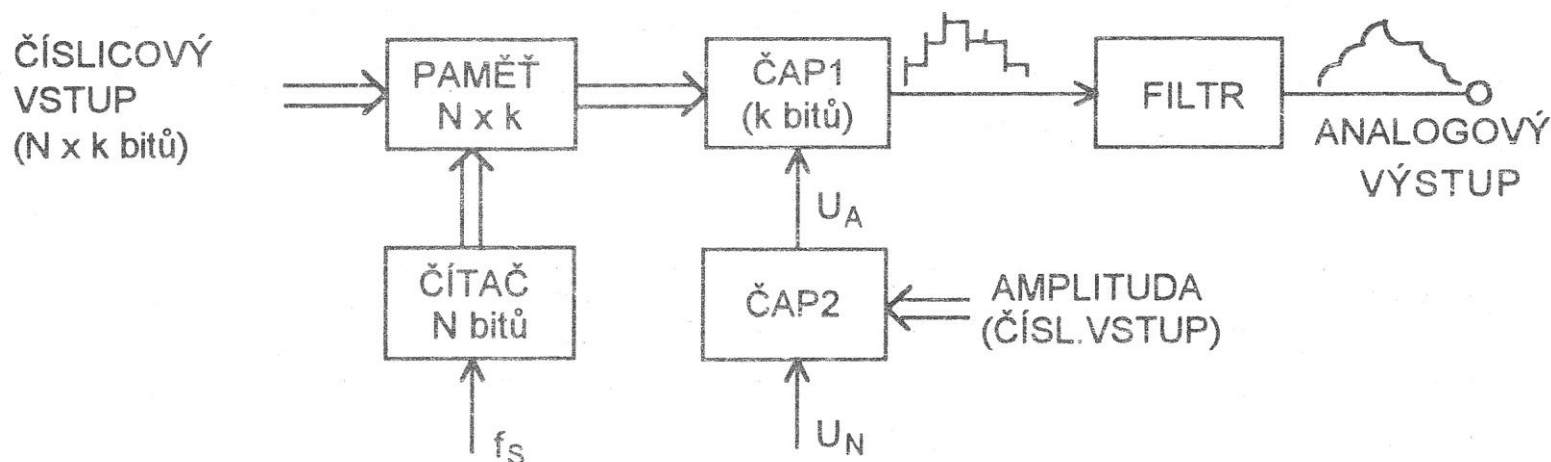 ČÍSLICOVÝ
VSTUP
(N x k bitů)
PAMĚŤ
N x k
ČAP1
(k bitů)
FILTR
ANALOGOVÝ
VÝSTUP
U_A
ČÍTAČ
N bitů
ČAP2
AMPLITUDA
(ČÍSL.VSTUP)
f_S
U_N